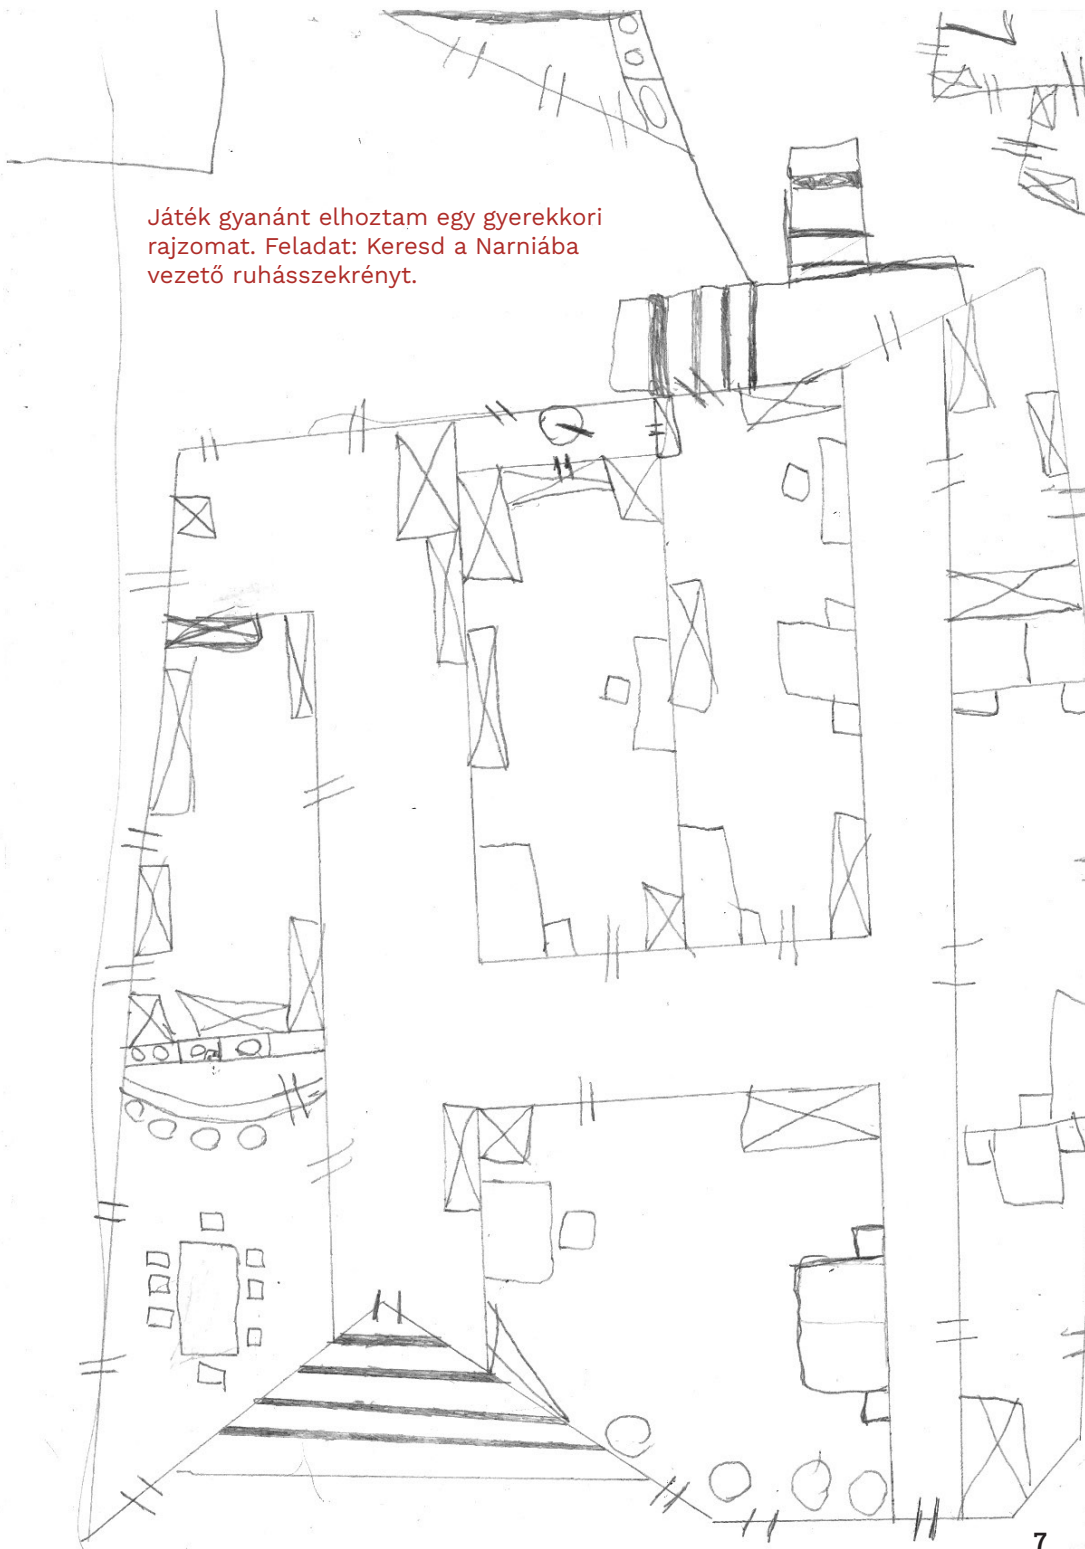 Játék gyanánt elhoztam egy gyerekkori
rajzomat. Feladat: Keresd a Narniába
vezető ruhásszekrényt.
7